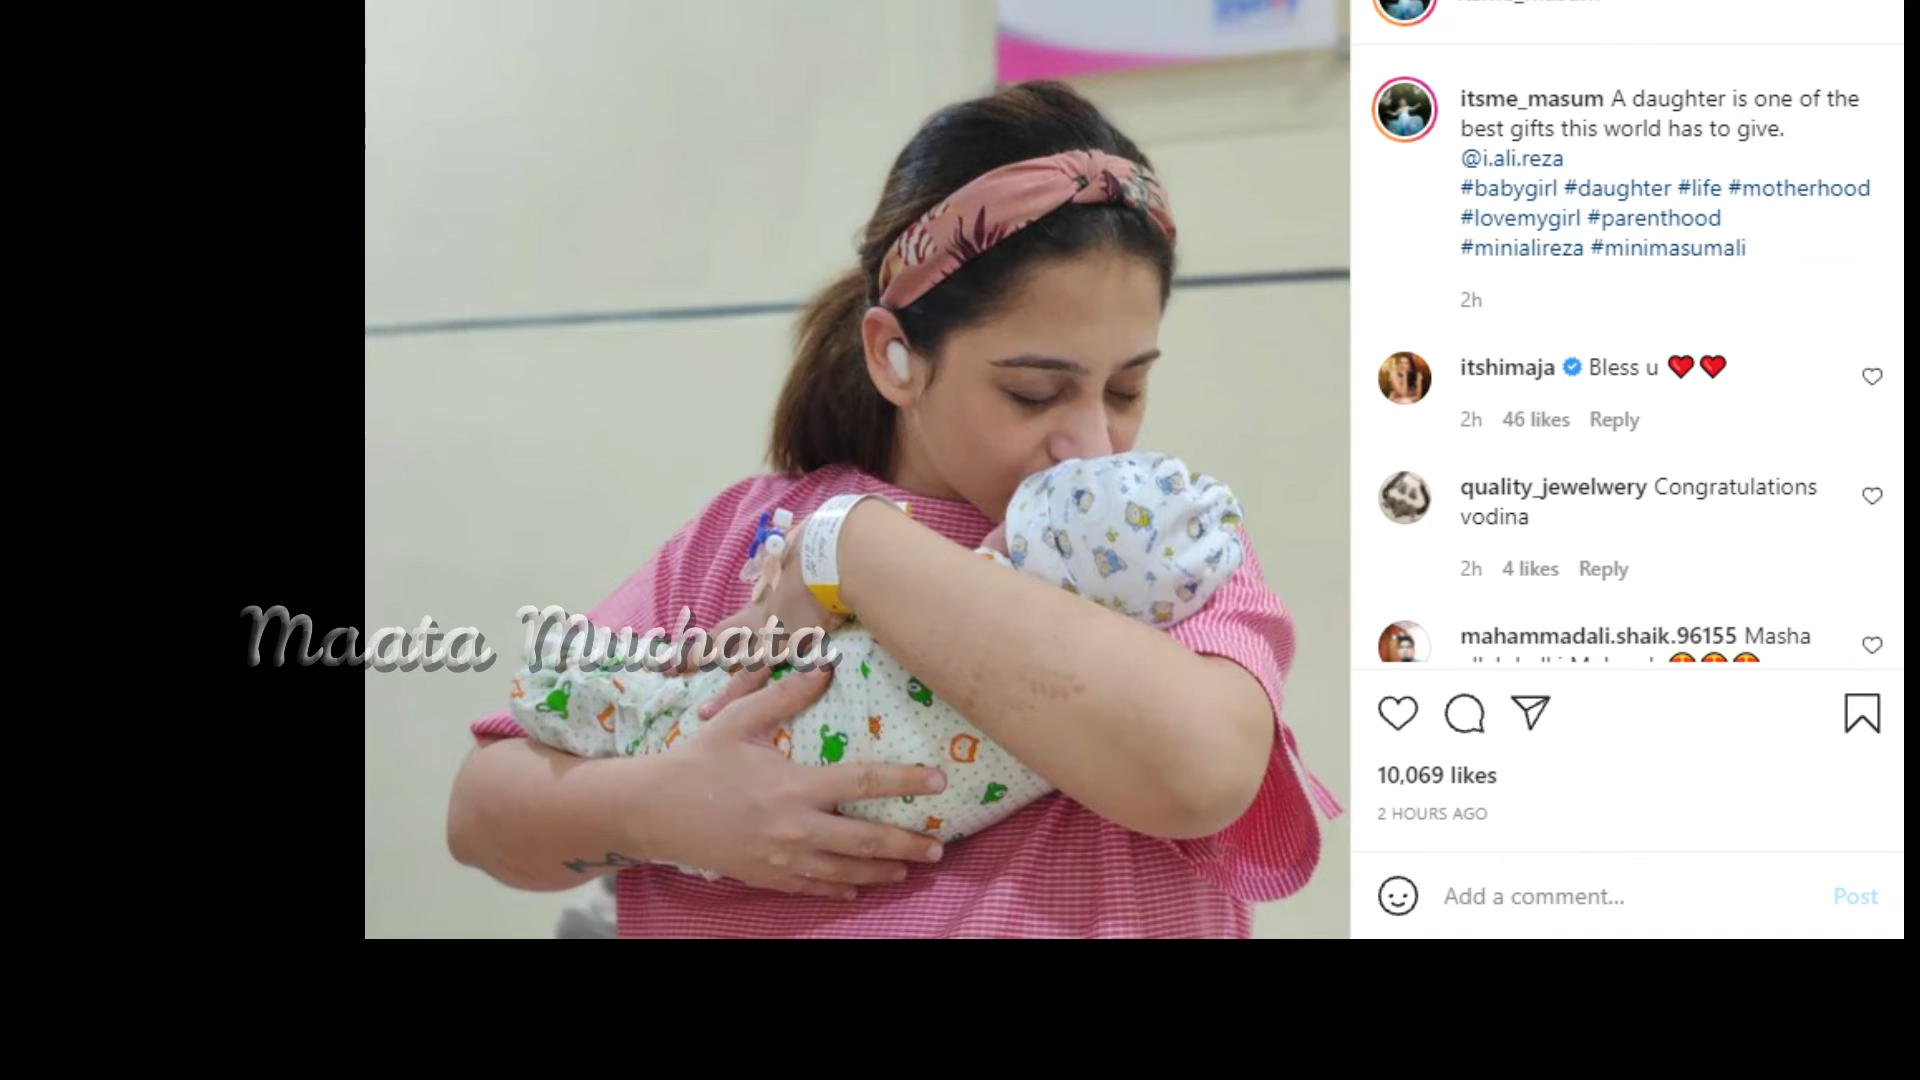 itsme_masum A daughter is one of the
best gifts this world has to give.
@i.ali.reza
#babygirl #daughter #life #motherhood
#lovemygirl #parenthood
#minialireza #minimasumali
2h
itshimaja Bless u ❤️❤️
2h 46 likes Reply
quality_jewelwery Congratulations
vodina
2h 4 likes Reply
mahammadali.shaik.96155 Masha
Maata Muchata
10,069 likes
2 HOURS AGO
Add a comment... Post